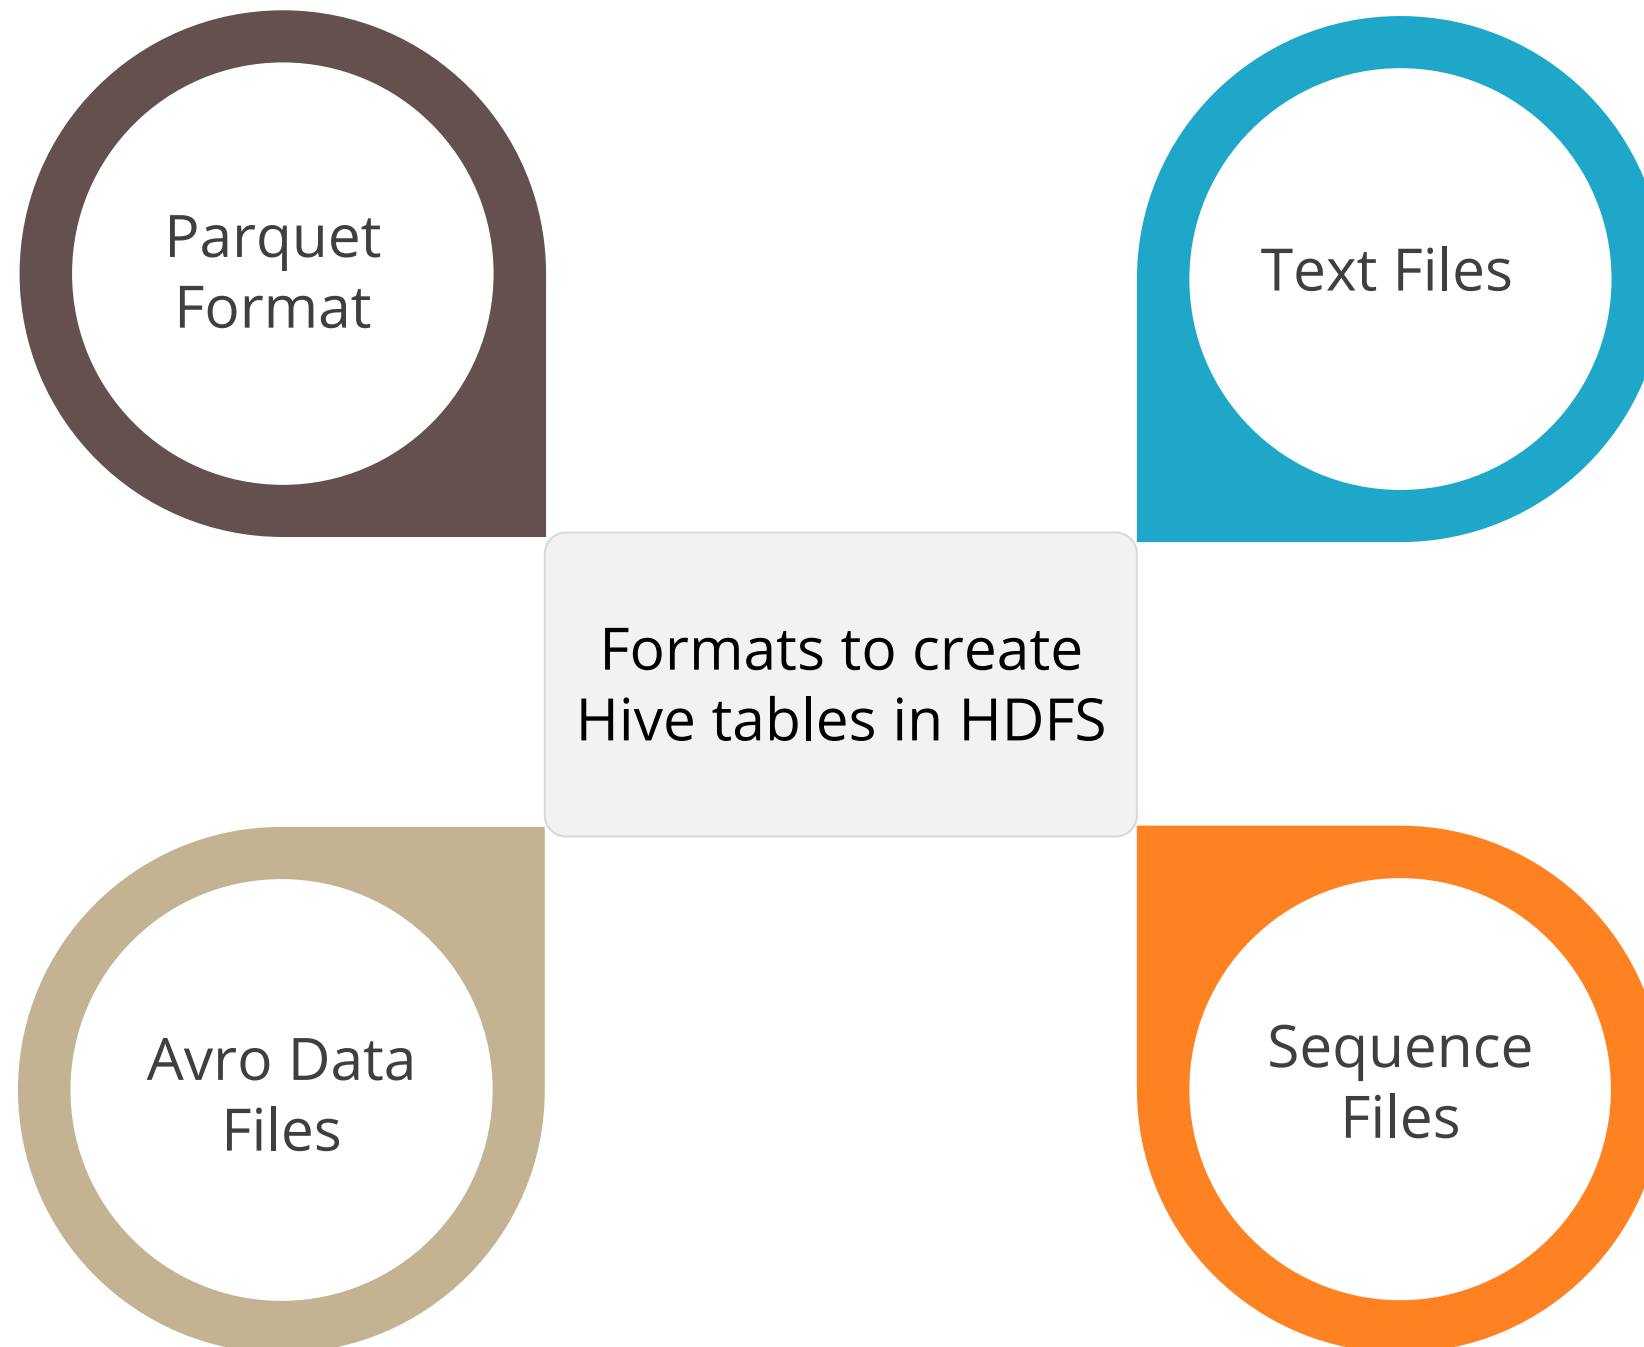 Parquet
Format
Text Files
Formats to create
Hive tables in HDFS
Avro Data
Files
Sequence
Files